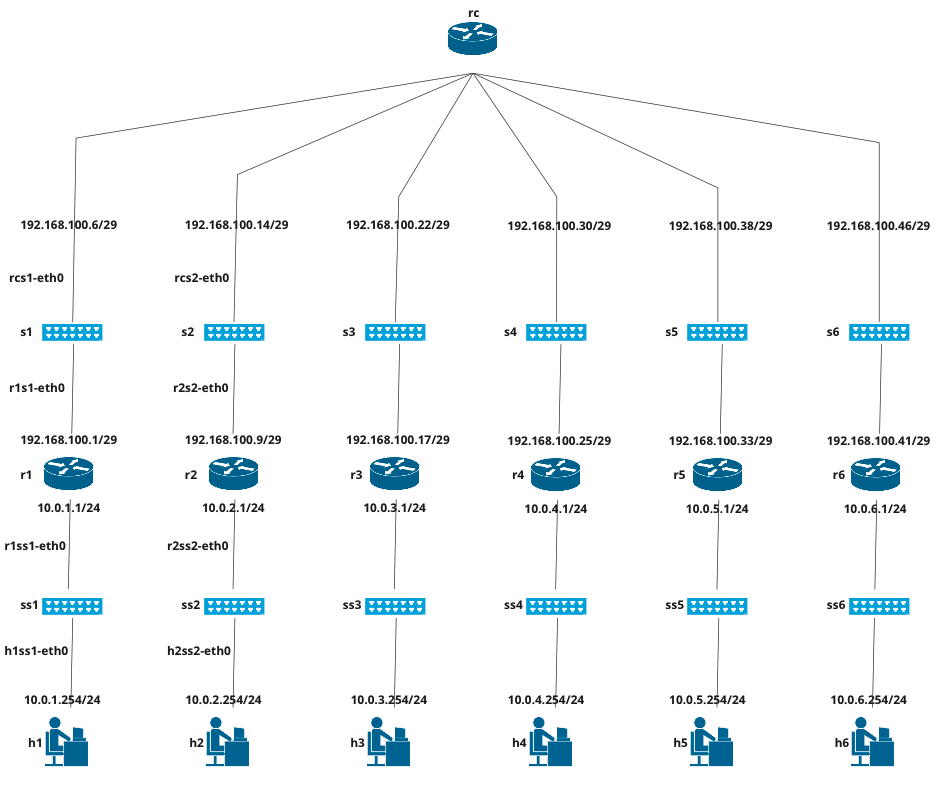 rc
192.168.100.6/29 192.168.100.14/29 192.168.100.22/29 192.168.100.30/29 192.168.100.38/29 192.168.100.46/29
rcs1-eth0 rcs2-eth0
s1 s2 s3 s4 s5 s6
r1s1-eth0 r2s2-eth0
192.168.100.1/29 192.168.100.9/29 192.168.100.17/29 192.168.100.25/29 192.168.100.33/29 192.168.100.41/29
r1 r2 r3 r4 r5 r6
10.0.1.1/24 10.0.2.1/24 10.0.3.1/24 10.0.4.1/24 10.0.5.1/24 10.0.6.1/24
r1ss1-eth0 r2ss2-eth0
ss1 ss2 ss3 ss4 ss5 ss6
h1ss1-eth0 h2ss2-eth0
10.0.1.254/24 10.0.2.254/24 10.0.3.254/24 10.0.4.254/24 10.0.5.254/24 10.0.6.254/24
h1 h2 h3 h4 h5 h6